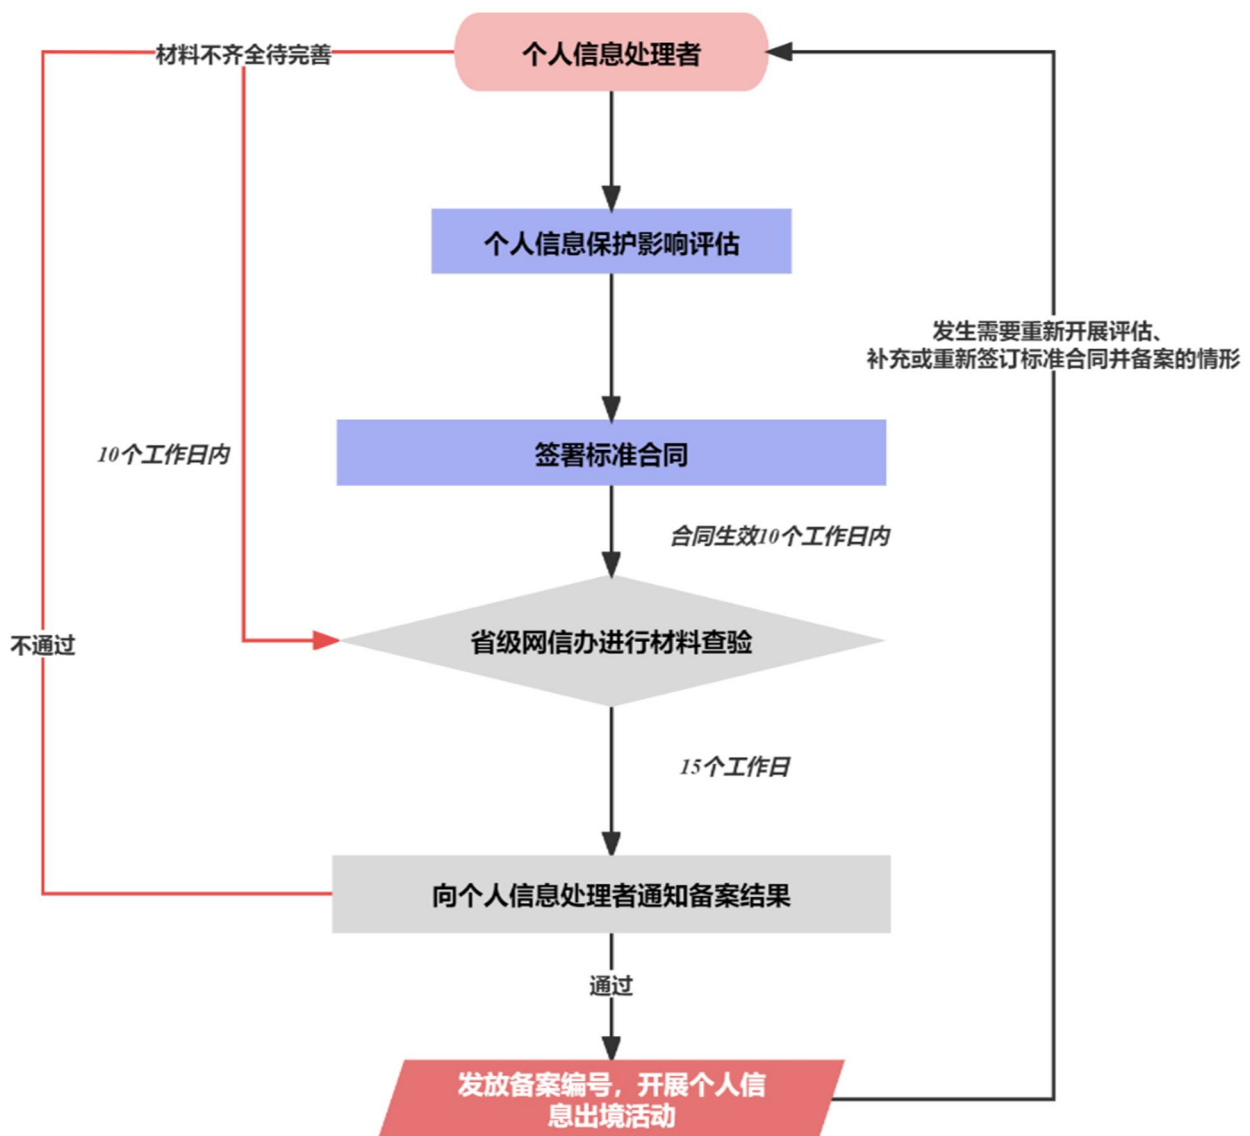 材料不齐全待完善
个人信息处理者
个人信息保护影响评估
发生需要重新开展评估、
补充或重新签订标准合同并备案的情形
10个工作日内
签署标准合同
合同生效10个工作日内
不通过
省级网信办进行材料查验
15个工作日
向个人信息处理者通知备案结果
通过
发放备案编号，开展个人信
息出境活动